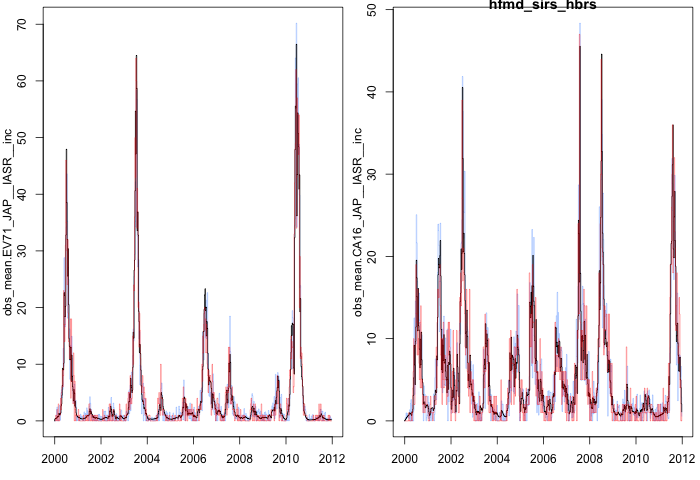 hfmd_sirs_hbrs
obs_mean.EV71_JAP__IASR__inc
0 10 20 30 40 50 60 70
2000 2002 2004 2006 2008 2010 2012
obs_mean.CA16_JAP__IASR__inc
0 10 20 30 40 50
2000 2002 2004 2006 2008 2010 2012